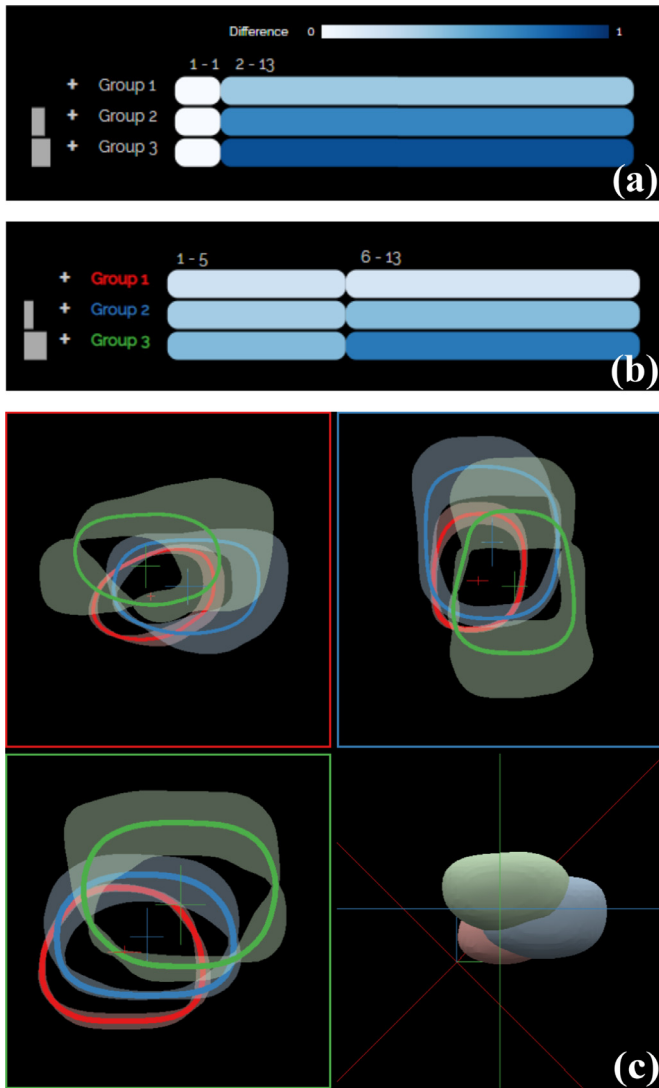 Difference 0 1
1 - 1 2 - 13
+ Group 1
+ Group 2
+ Group 3
(a)
1 - 5 6 - 13
+ Group 1
+ Group 2
+ Group 3
(b)
(c)